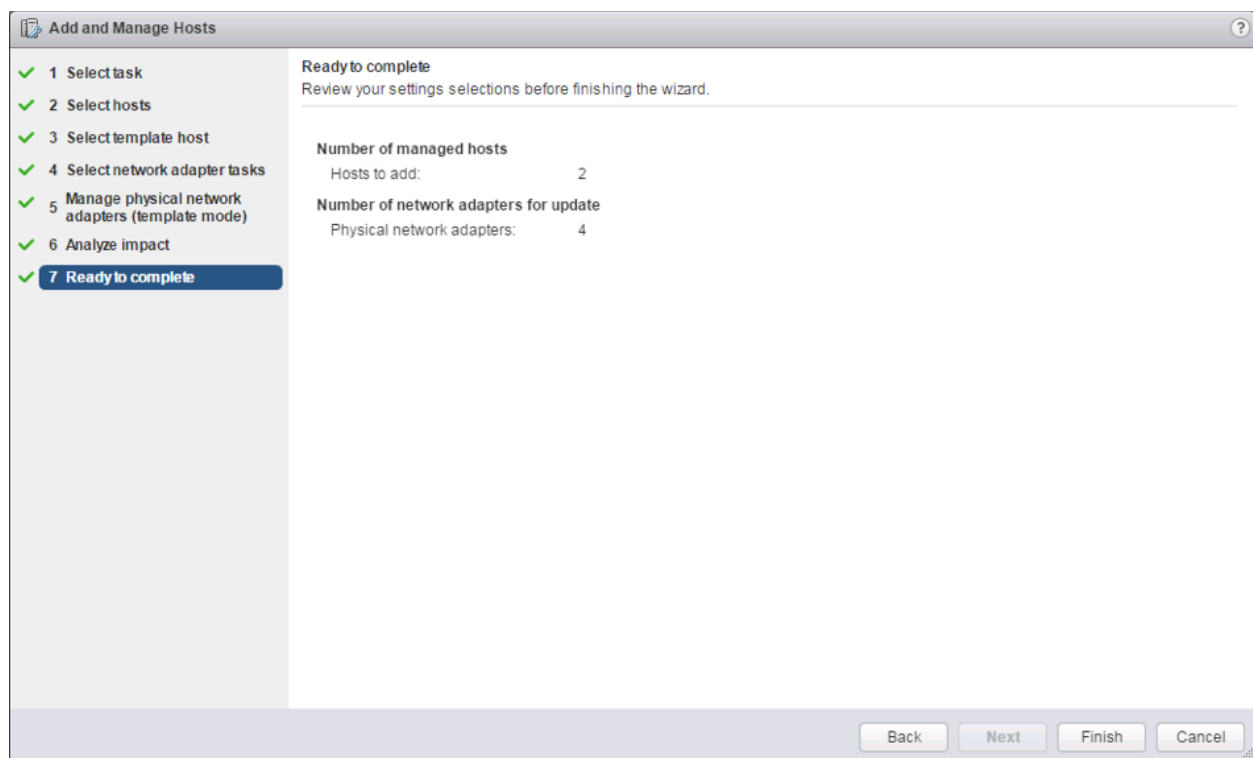 Add and Manage Hosts
?
1 Select task
2 Select hosts
3 Select template host
4 Select network adapter tasks
5 Manage physical network
adapters (template mode)
6 Analyze impact
7 Ready to complete
Ready to complete
Review your settings selections before finishing the wizard.
Number of managed hosts
Hosts to add: 2
Number of network adapters for update
Physical network adapters: 4
Back Next Finish Cancel